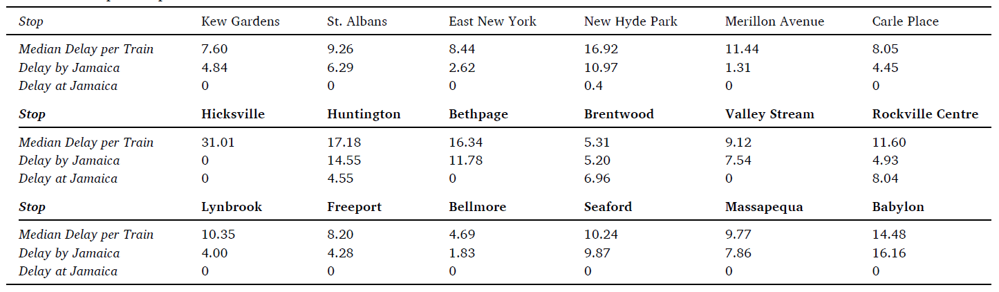 Stop Kew Gardens St. Albans East New York New Hyde Park Merillon Avenue Carle Place
Median Delay per Train 7.60 9.26 8.44 16.92 11.44 8.05
Delay by Jamaica 4.84 6.29 2.62 10.97 1.31 4.45
Delay at Jamaica 0 0 0 0.4 0 0
Stop Hicksville Huntington Bethpage Brentwood Valley Stream Rockville Centre
Median Delay per Train 31.01 17.18 16.34 5.31 9.12 11.60
Delay by Jamaica 0 14.55 11.78 5.20 7.54 4.93
Delay at Jamaica 0 4.55 0 6.96 0 8.04
Stop Lynbrook Freeport Bellmore Seaford Massapequa Babylon
Median Delay per Train 10.35 8.20 4.69 10.24 9.77 14.48
Delay by Jamaica 4.00 4.28 1.83 9.87 7.86 16.16
Delay at Jamaica 0 0 0 0 0 0